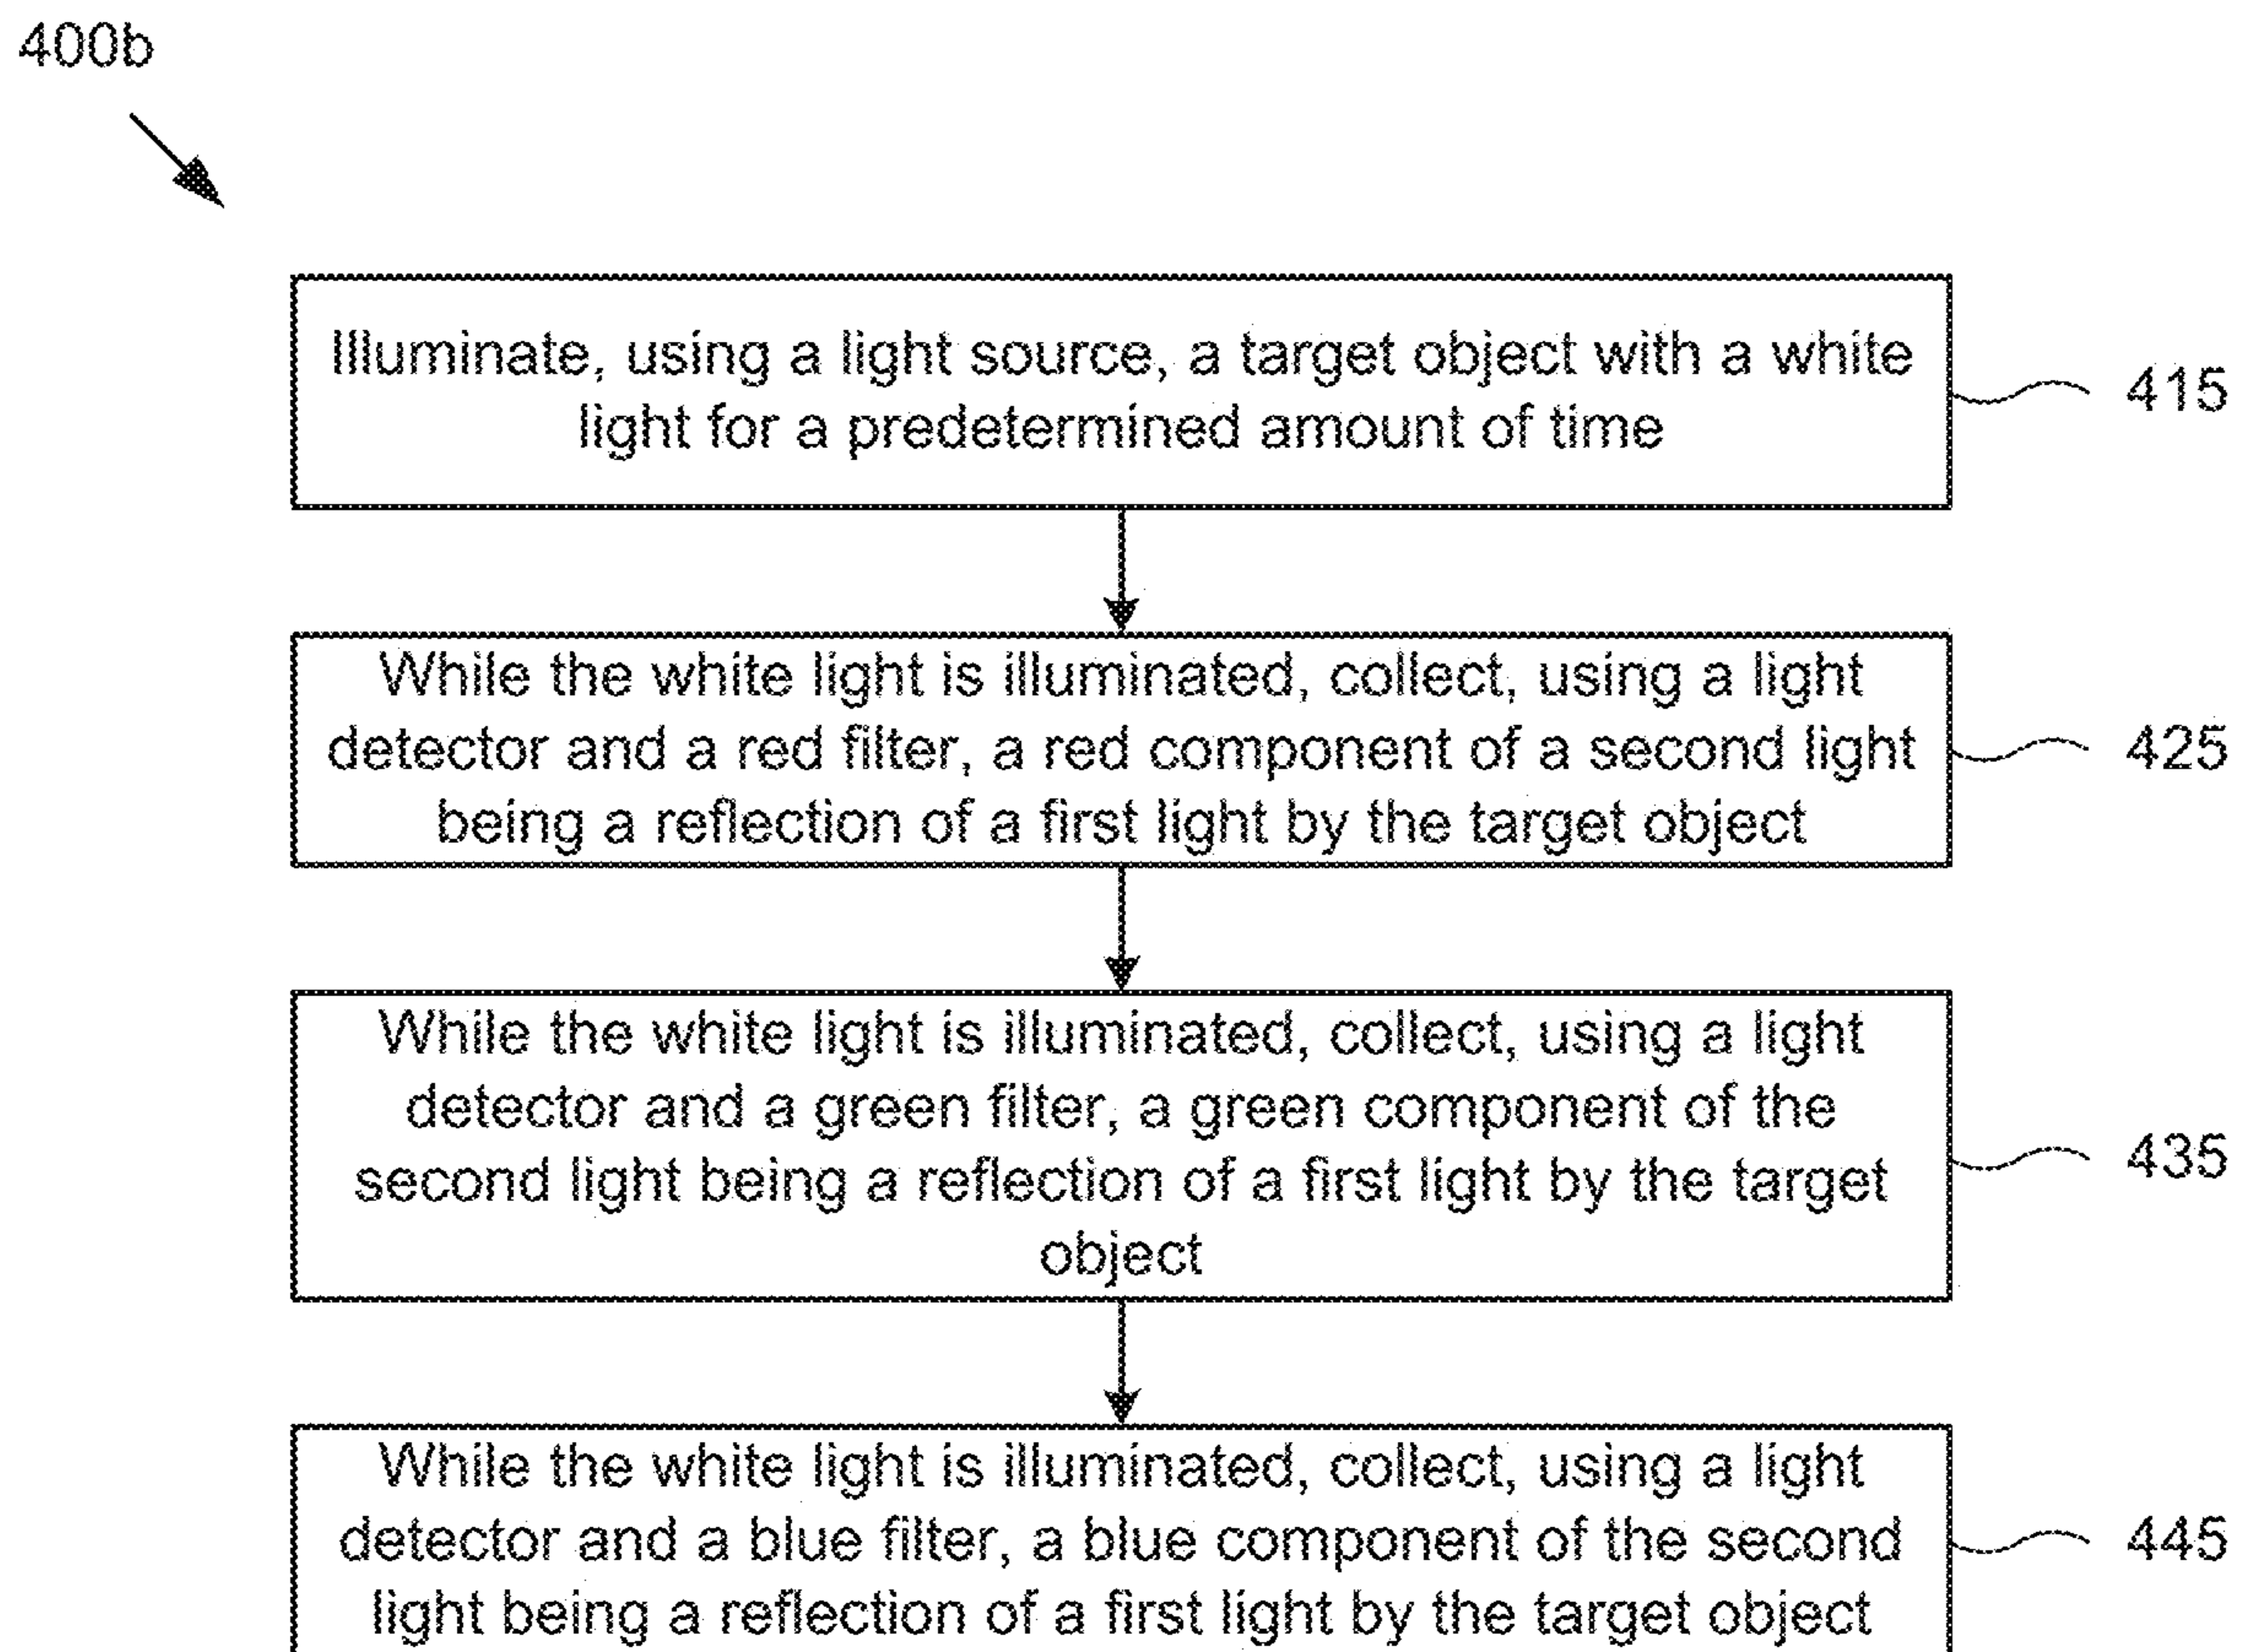 400b
Illuminate, using a light source, a target object with a white
light for a predetermined amount of time
415
While the white light is illuminated, collect, using a light
detector and a red filter, a red component of a second light
being a reflection of a first light by the target object
425
While the white light is illuminated, collect, using a light
detector and a green filter, a green component of the
second light being a reflection of a first light by the target
object
435
While the white light is illuminated, collect, using a light
detector and a blue filter, a blue component of the second
light being a reflection of a first light by the target object
445